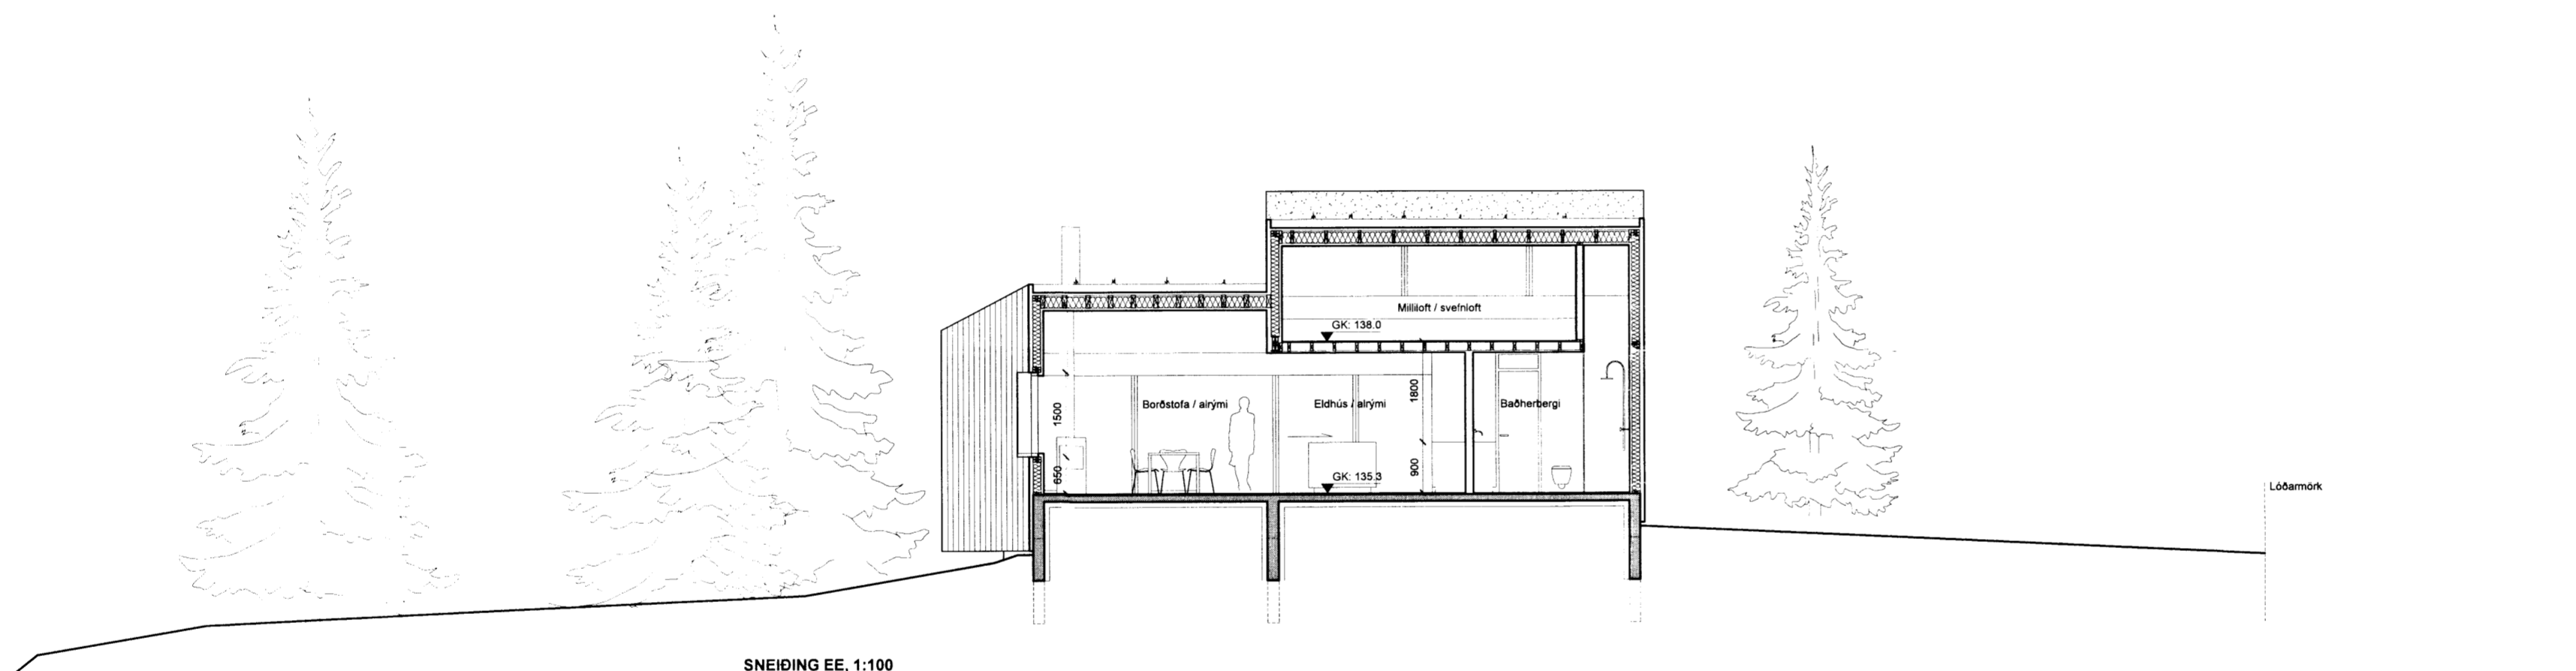 Milliloft / svefnloft
GK: 138.0
1500
650
Borðstofa / alrými
Eldhús / alrými
1800
900
Baðherbergi
GK: 135.3
Lóðarmörk
SNEIÐING EE, 1:100